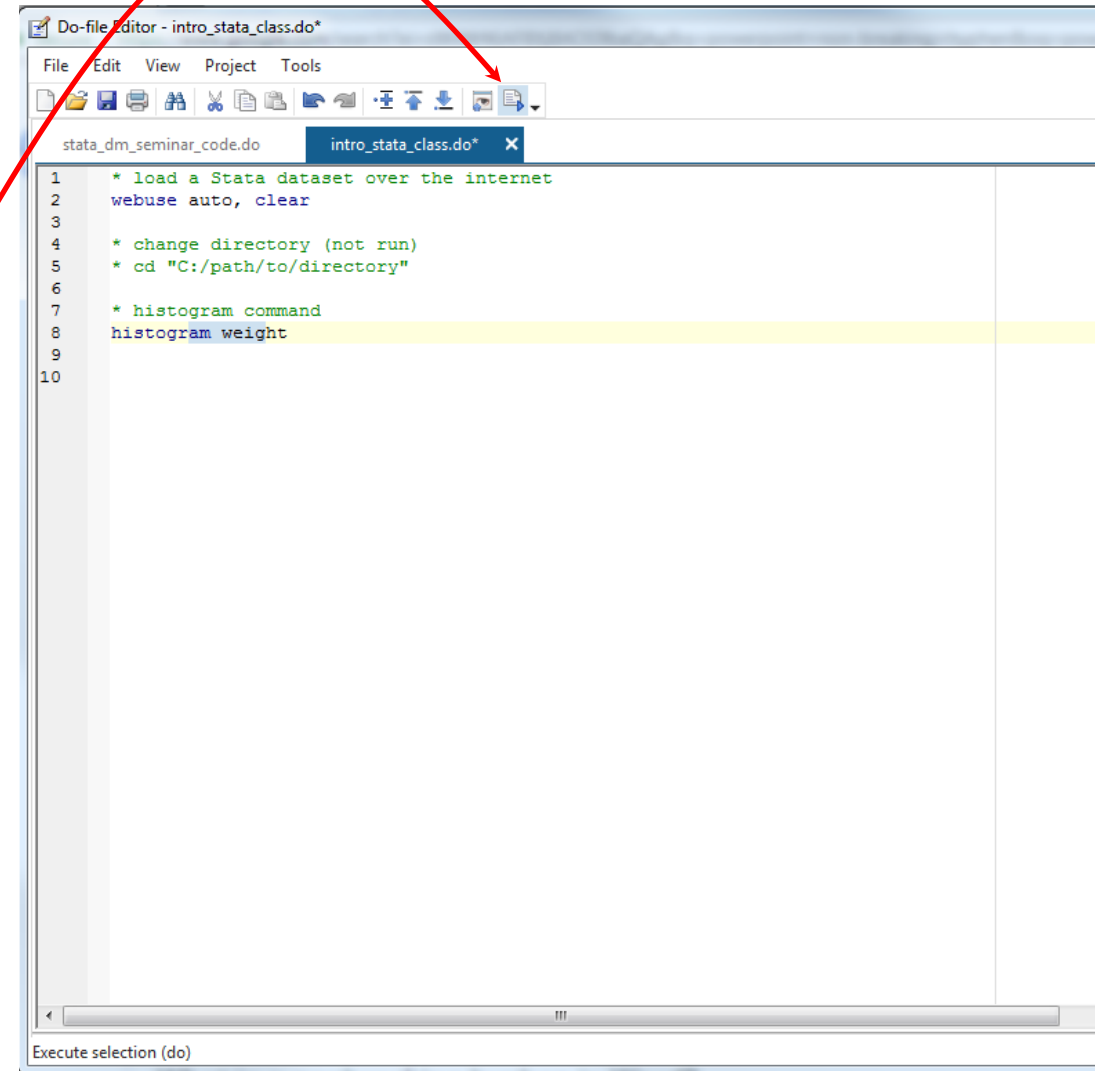 Do-file Editor - intro_stata_class.do*
File Edit View Project Tools
stata_dm_seminar_code.do intro_stata_class.do*
1 * load a Stata dataset over the internet
2 webuse auto, clear
3
4 * change directory (not run)
5 * cd "C:/path/to/directory"
6
7 * histogram command
8 histogram weight
9
10
Execute selection (do)